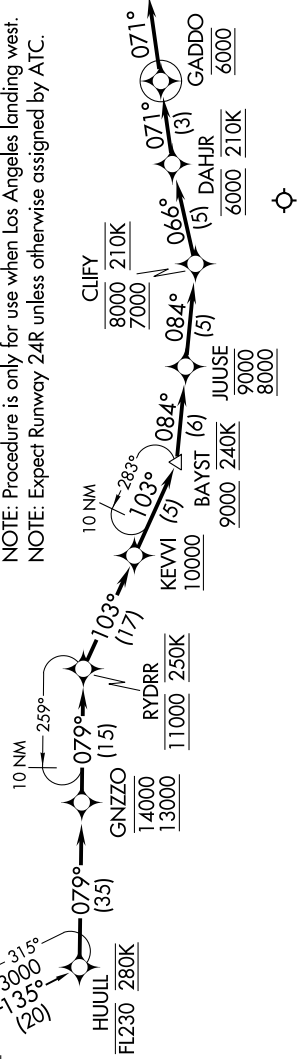 NOTE: Procedure is only for use when Los Angeles landing west.
NOTE: Expect Runway 24R unless otherwise assigned by ATC.
315°
3000
135°
(20)
HUULL
FL230 280K
079°
(35)
GNZZO
14000
13000
10 NM
259°
079°
(15)
RYDRR
11000 250K
103°
(17)
KEVVI
10000
10 NM
283°
103°
(5)
BAYST
9000 240K
084°
(6)
JUUSE
9000
8000
084°
(5)
CLIFY
8000 210K
7000
066°
(5)
DAHJR
6000 210K
071°
(3)
GADDO
6000
071°